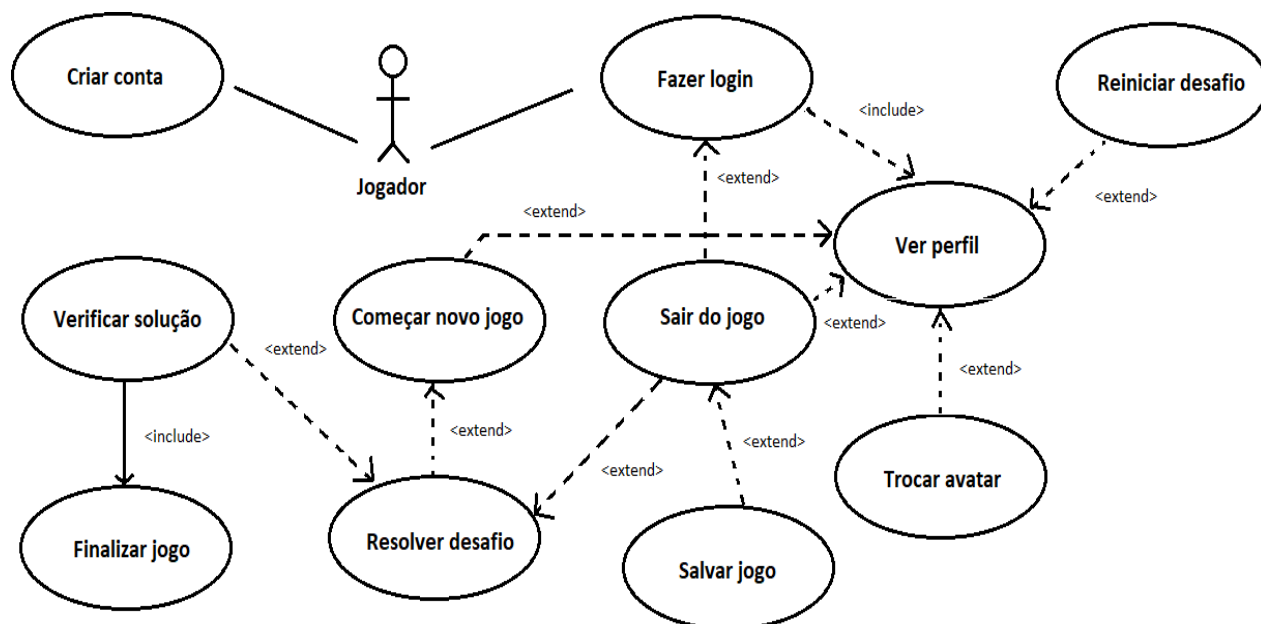 Criar conta
Jogador
Fazer login
<include>
Reiniciar desafio
<extend>
<extend>
<extend>
Ver perfil
Verificar solução
<extend>
Começar novo jogo
Sair do jogo
<extend>
<include>
<extend>
<extend>
<extend>
<extend>
Trocar avatar
Finalizar jogo
Resolver desafio
Salvar jogo